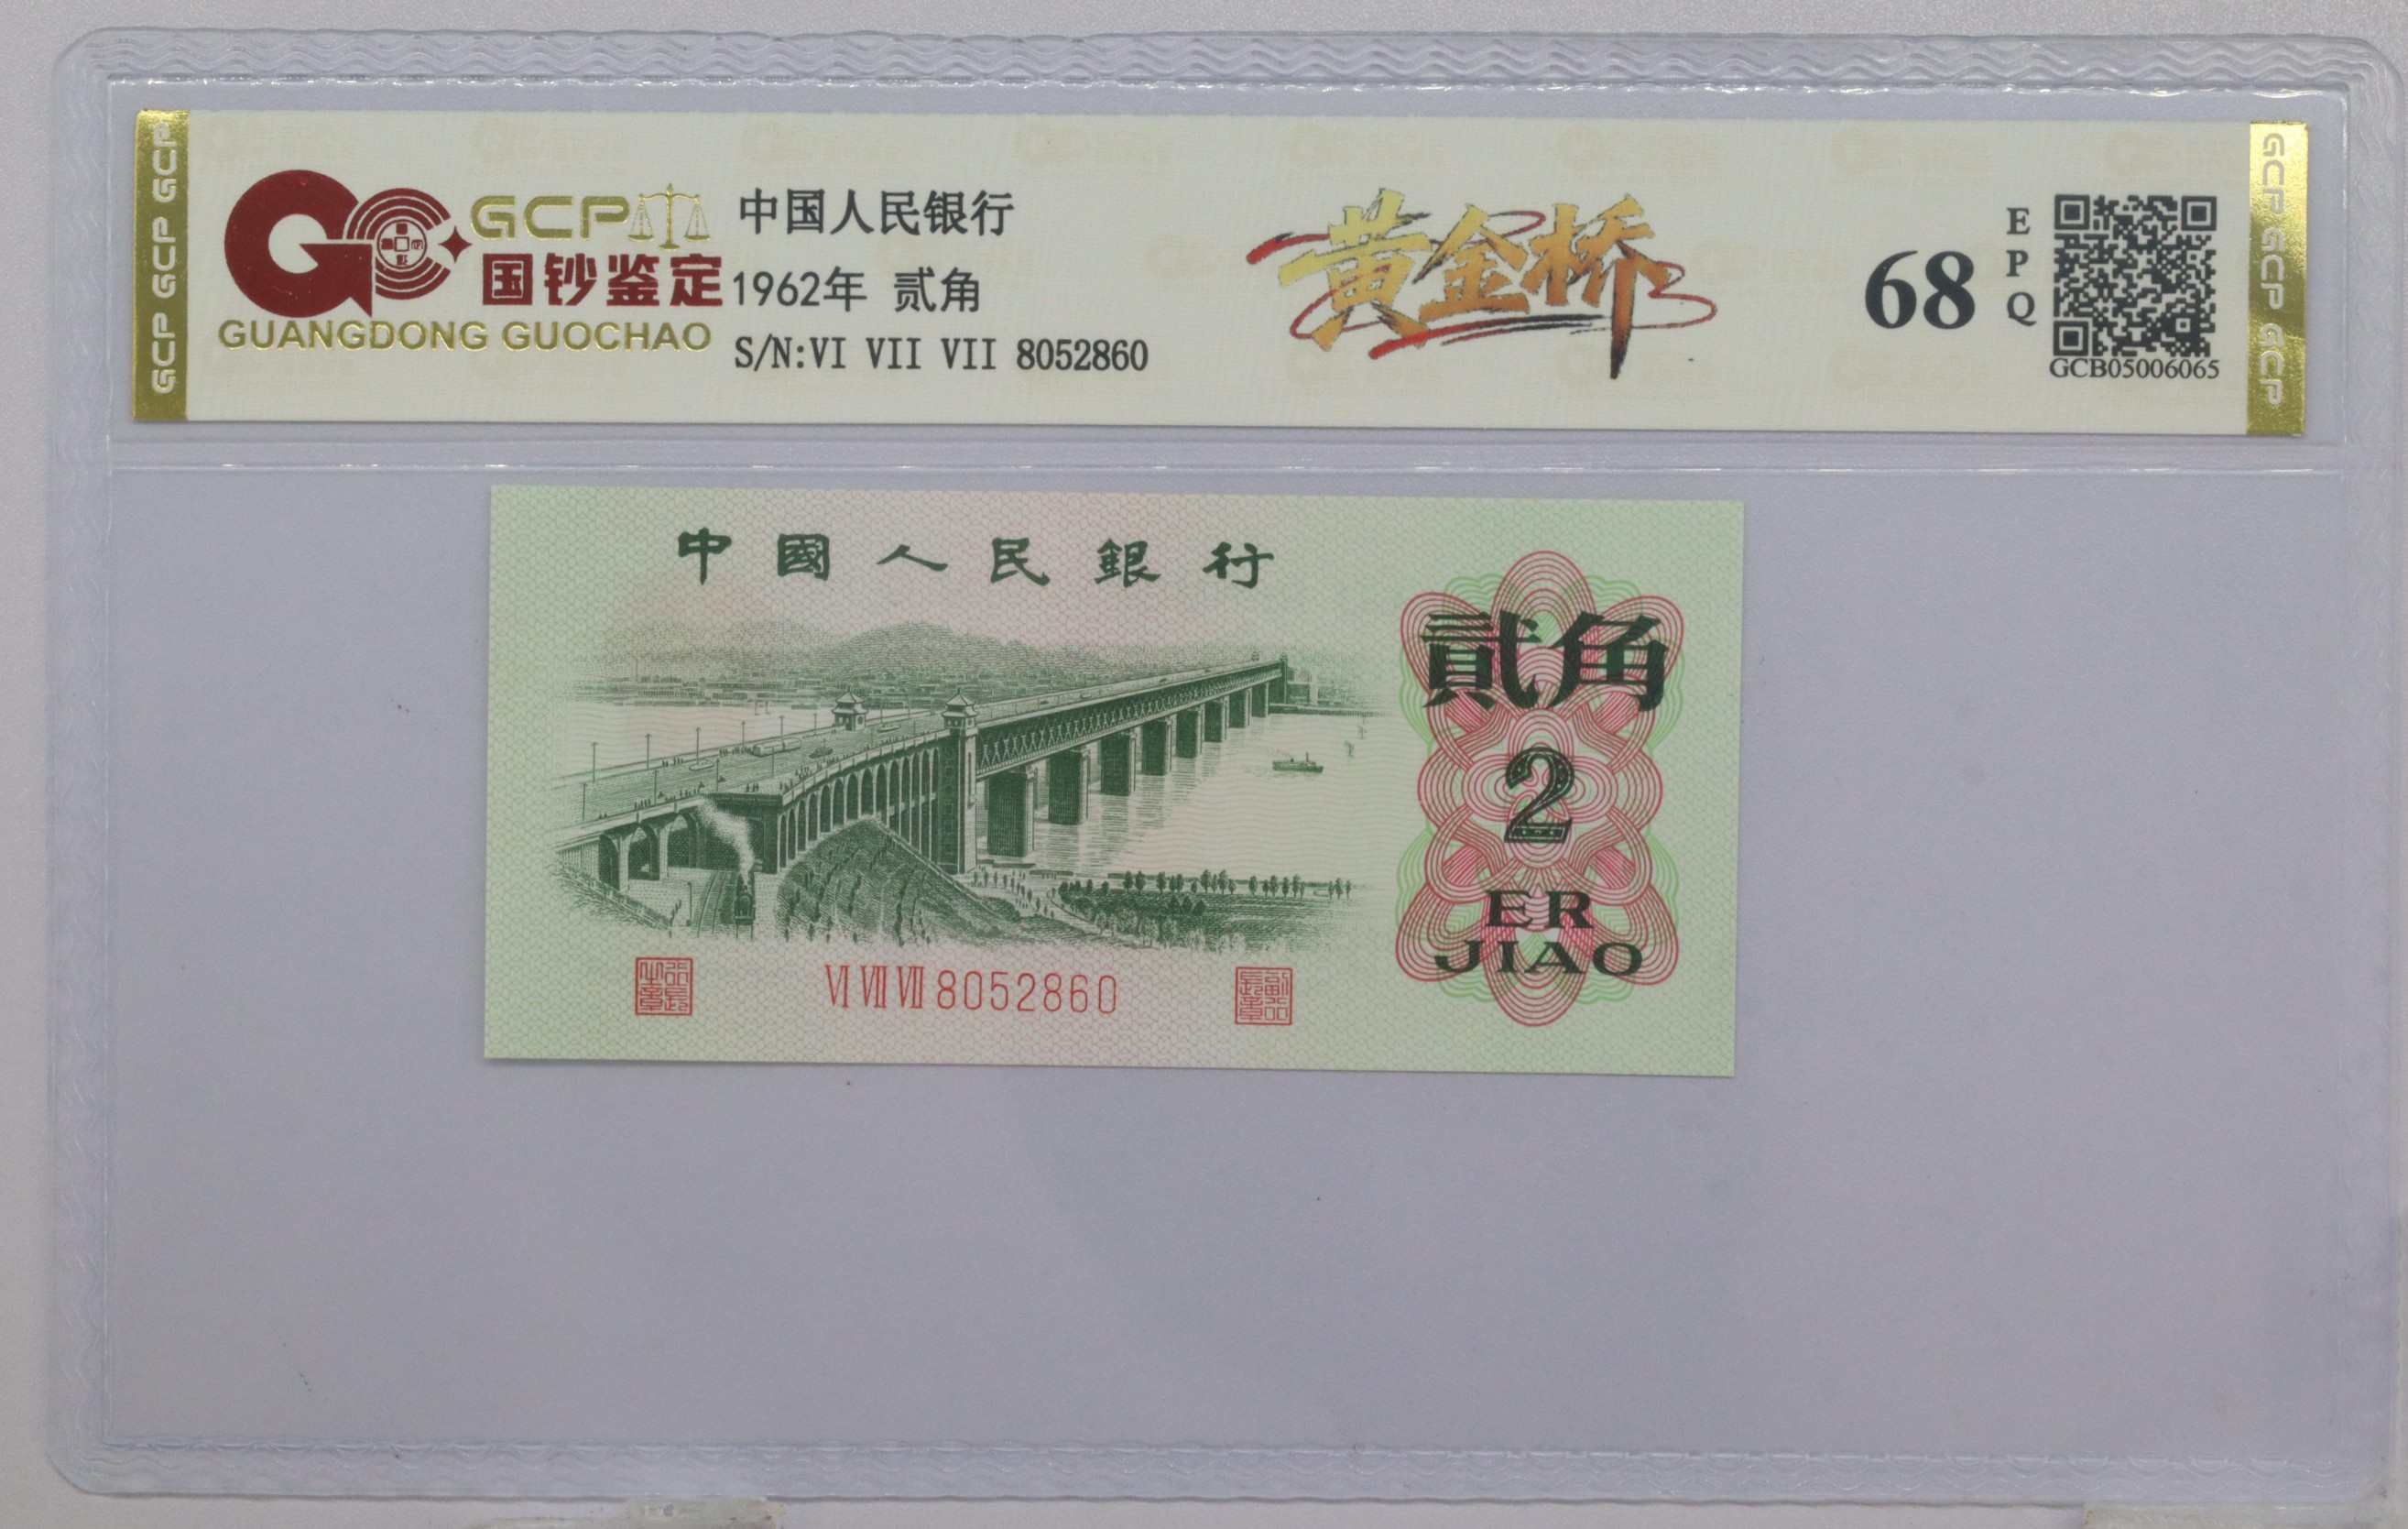 GCP GCP GCP
GCP
国钞鉴定
GUANGDONG GUOCHAO
中国人民银行
1962年 贰角
S/N:VI VII VII 8052860
黄金桥
68
EPQ
GCB05006065
GCP GCP GCP
中國人民銀行
貳角
2
ER
JIAO
VI VII VII 8052860